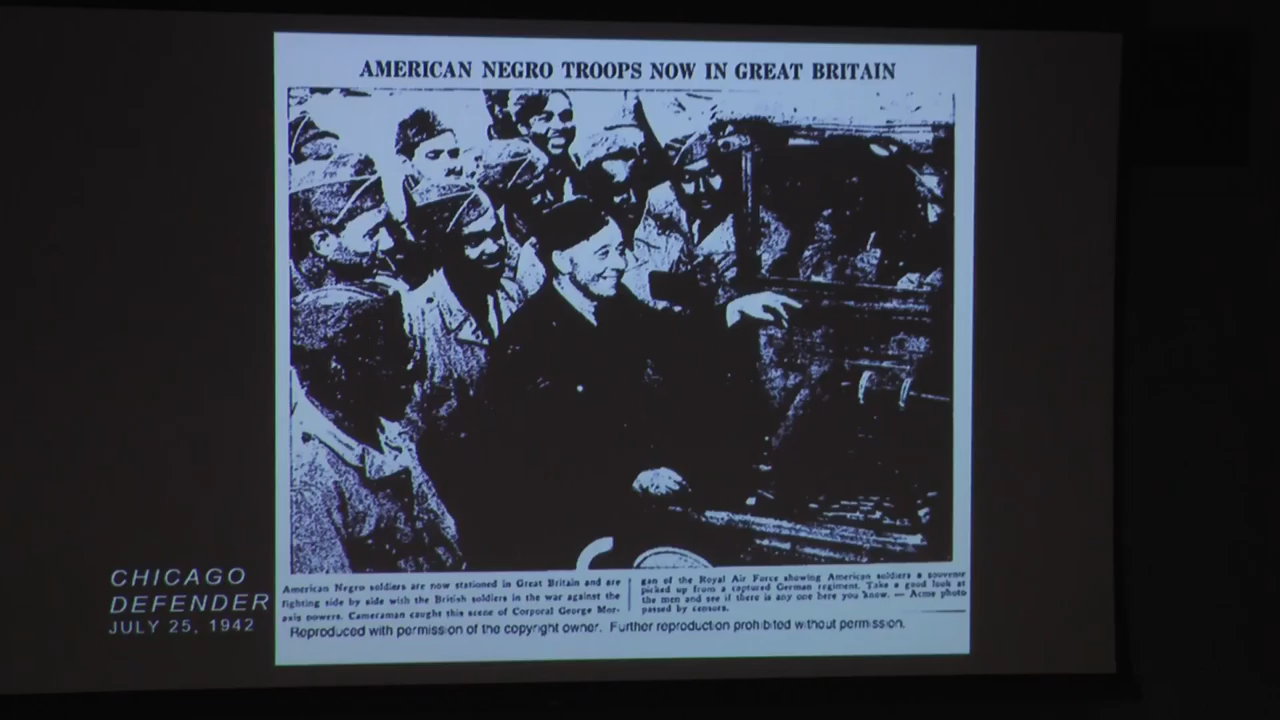 AMERICAN NEGRO TROOPS NOW IN GREAT BRITAIN
American Negro soldiers are now stationed in Great Britain and are
fighting side by side with the British soldiers in the war against the
axis powers. Cameraman caught this scene of Corporal George Mor-
gan of the Royal Air Force showing American soldiers a souvenir
picked up from a captured German regiment. Take a good look at
the men and see if there is any one here you know. — Acme photo
passed by censors.
Reproduced with permission of the copyright owner. Further reproduction prohibited without permission.
CHICAGO
DEFENDER
JULY 25, 1942